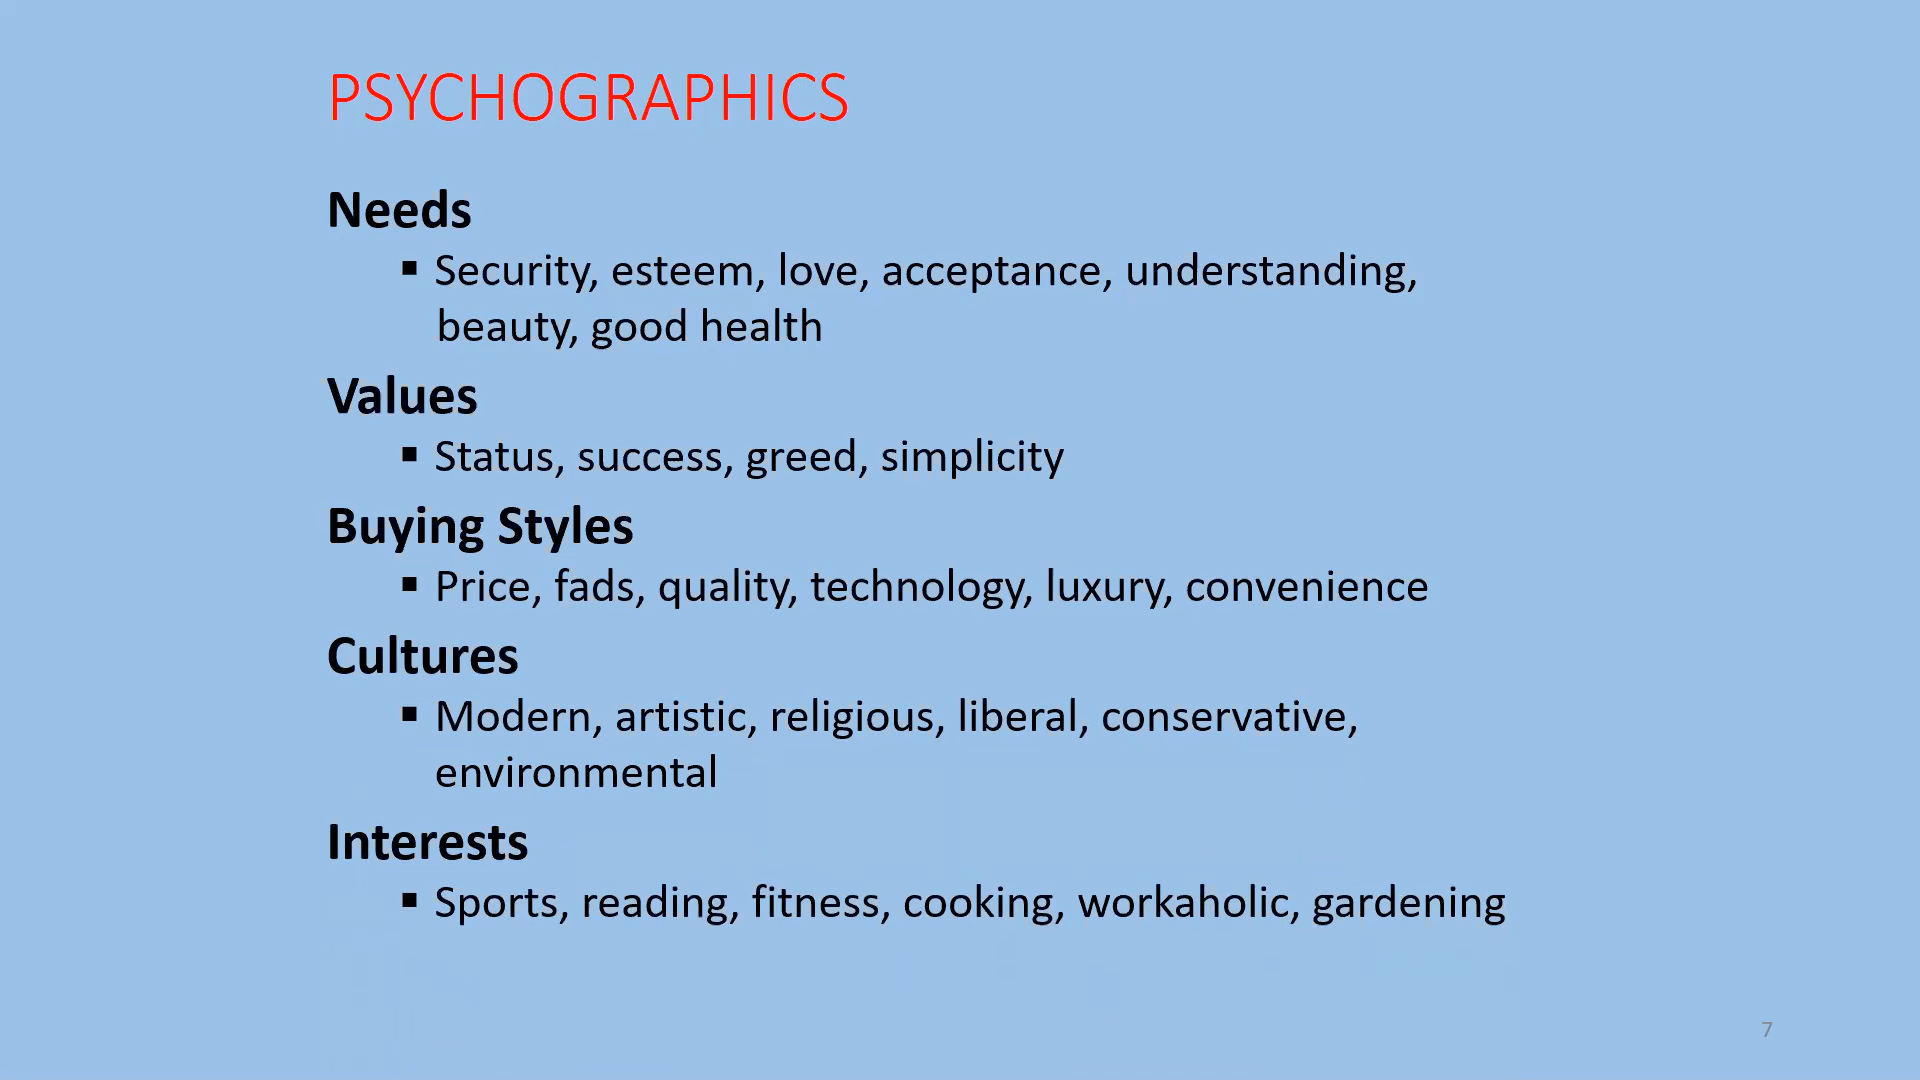 PSYCHOGRAPHICS
Needs
▪ Security, esteem, love, acceptance, understanding,
beauty, good health
Values
▪ Status, success, greed, simplicity
Buying Styles
▪ Price, fads, quality, technology, luxury, convenience
Cultures
▪ Modern, artistic, religious, liberal, conservative,
environmental
Interests
▪ Sports, reading, fitness, cooking, workaholic, gardening
7